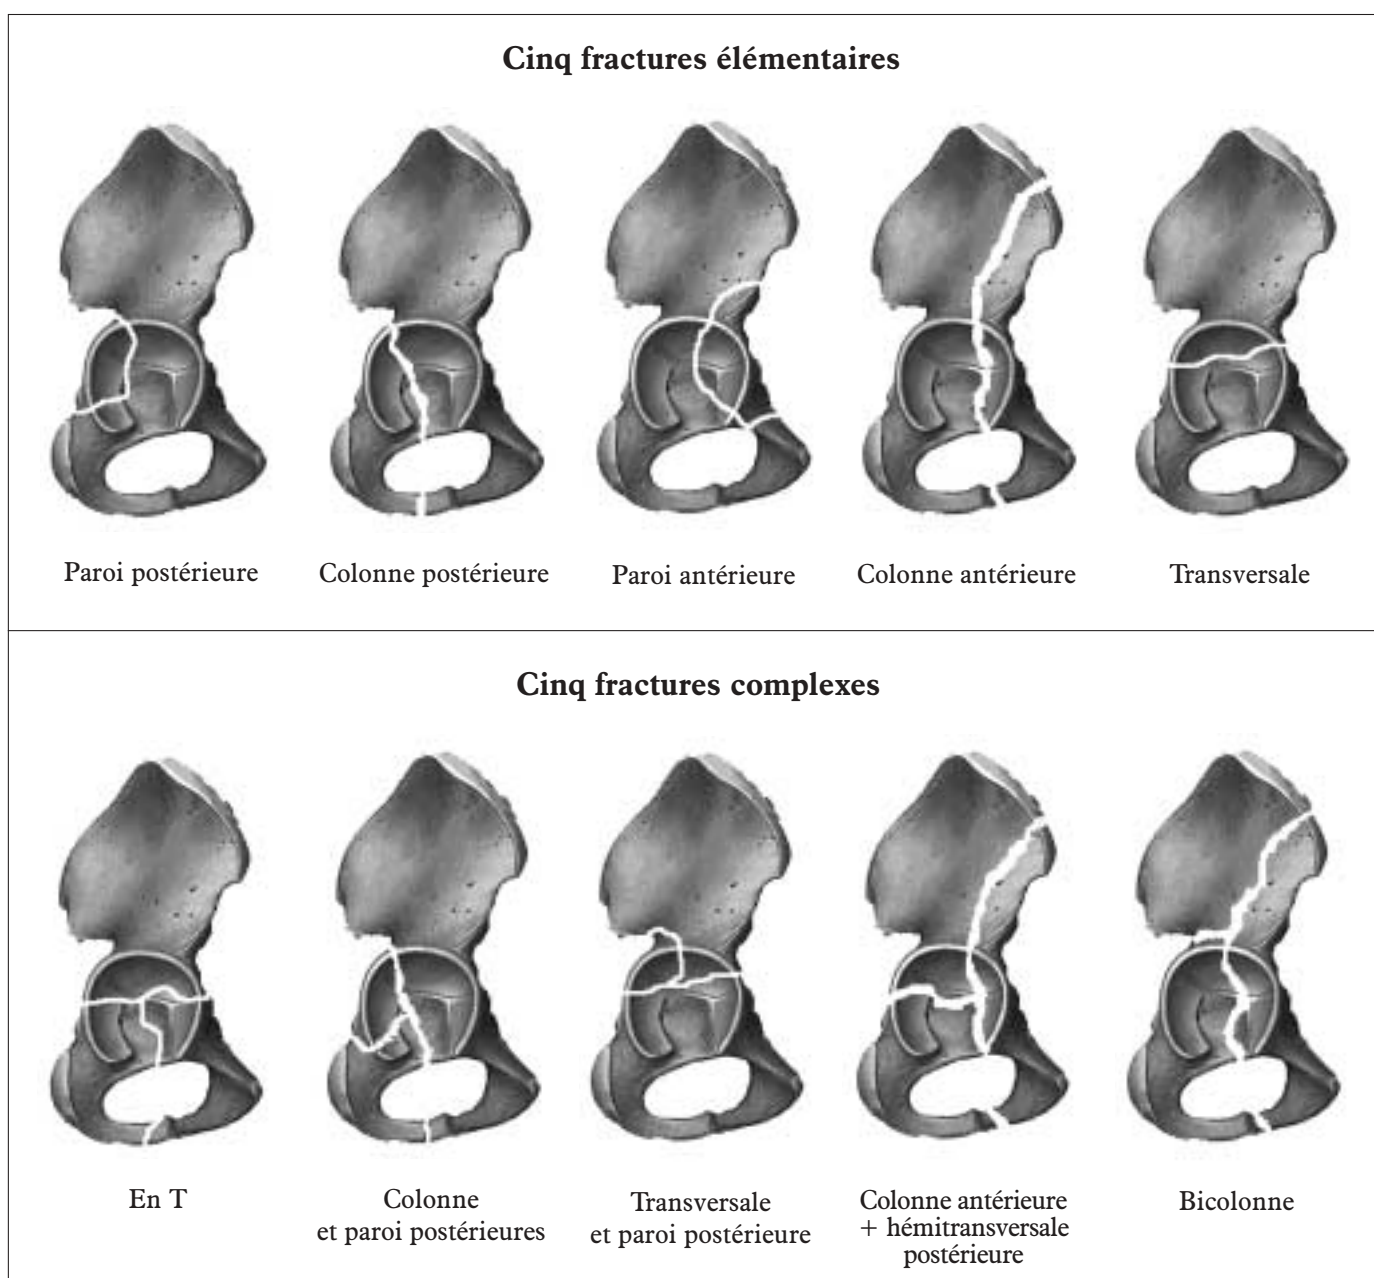 Cinq fractures élémentaires
Paroi postérieure
Colonne postérieure
Paroi antérieure
Colonne antérieure
Transversale
Cinq fractures complexes
En T
Colonne
et paroi postérieures
Transversale
et paroi postérieure
Colonne antérieure
+ hémitransversale
postérieure
Bicolonne